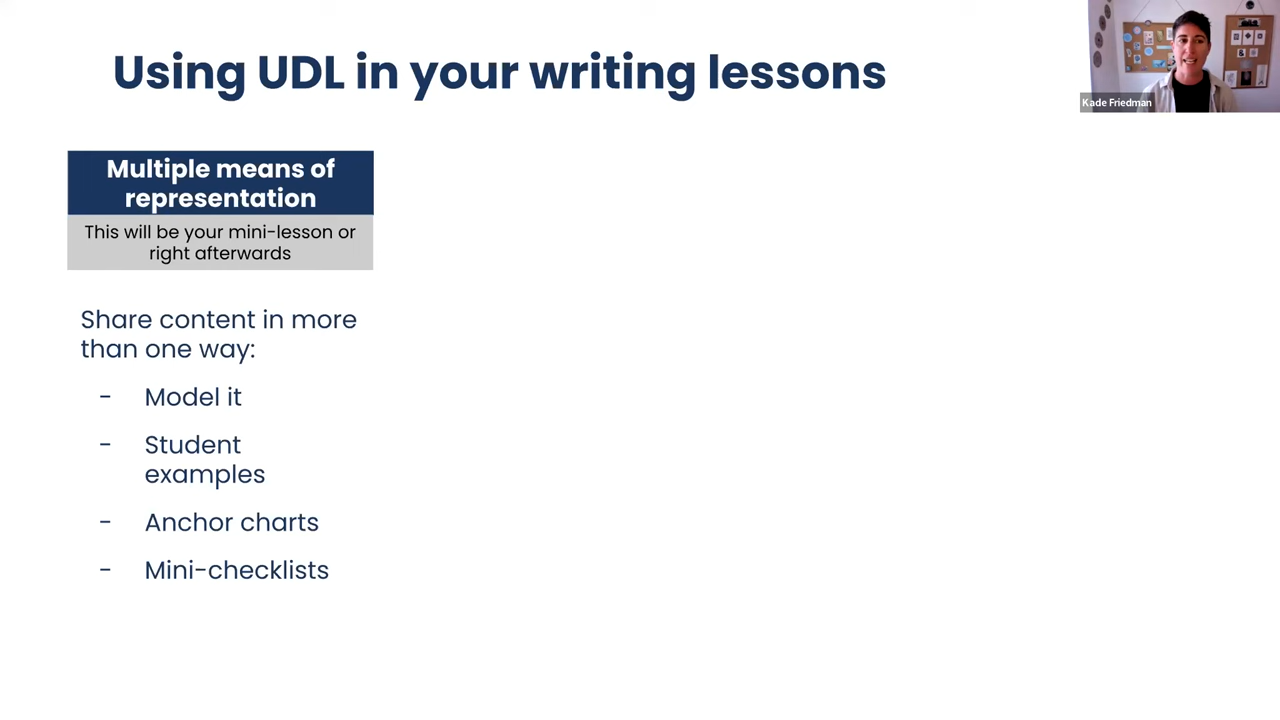 Using UDL in your writing lessons
Kade Friedman
Multiple means of
representation
This will be your mini-lesson or
right afterwards
Share content in more
than one way:
- Model it
- Student
examples
- Anchor charts
- Mini-checklists